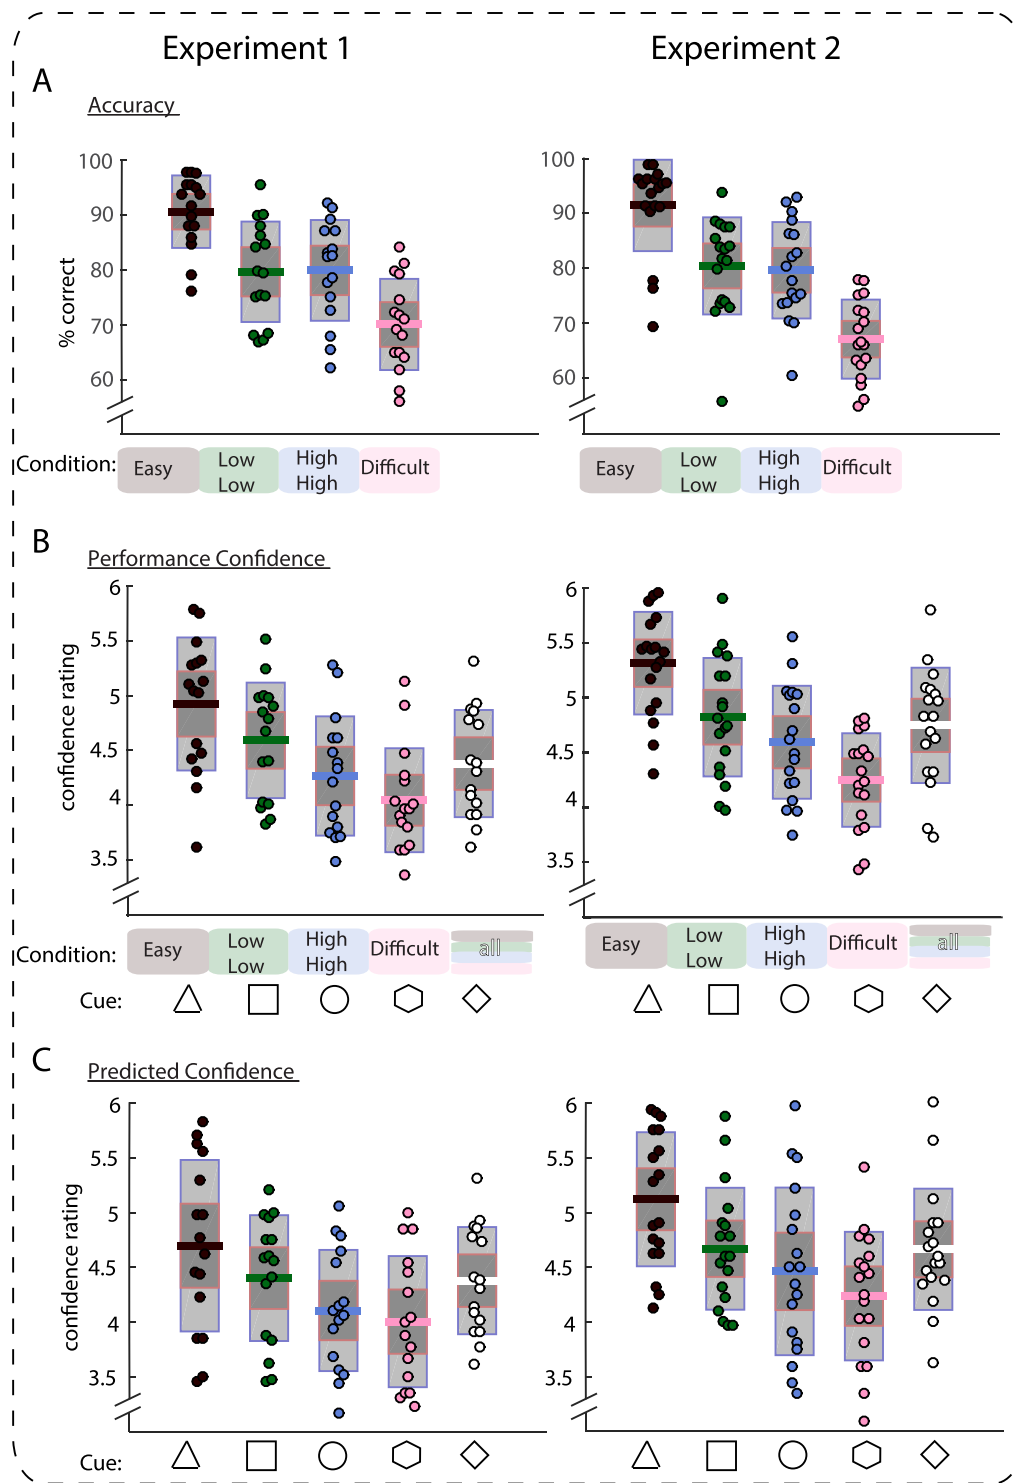 Experiment 1
Experiment 2
A
Accuracy
100
90
80
70
60
% correct
100
90
80
70
60
Condition:
Easy
Low
Low
High
High
Difficult
Easy
Low
Low
High
High
Difficult
B
Performance Confidence
6
5.5
5
4.5
4
3.5
confidence rating
6
5.5
5
4.5
4
3.5
Condition:
Easy
Low
Low
High
High
Difficult
all
Easy
Low
Low
High
High
Difficult
all
Cue:
C
Predicted Confidence
6
5.5
5
4.5
4
3.5
confidence rating
6
5.5
5
4.5
4
3.5
Cue: